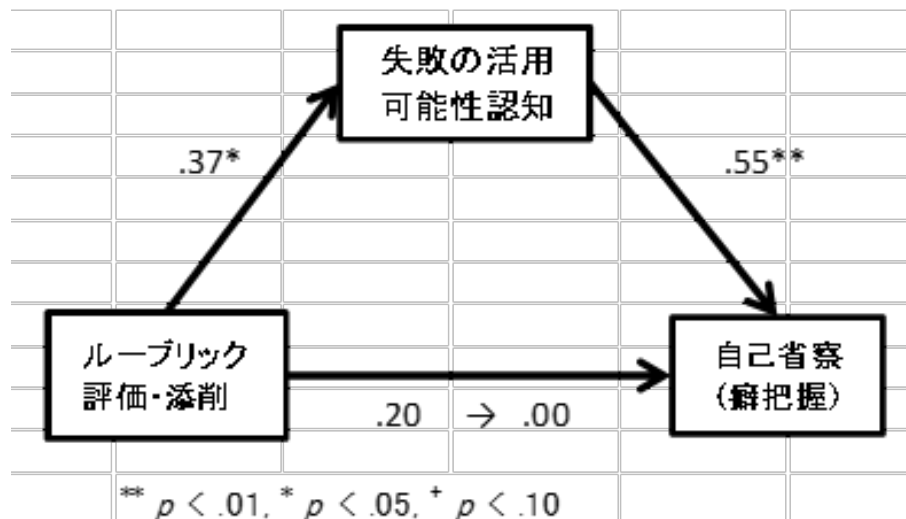 失敗の活用
可能性認知
.37*
.55**
ルーブリック
評価・添削
自己省察
(癖把握)
.20 → .00
** p < .01, * p < .05, + p < .10